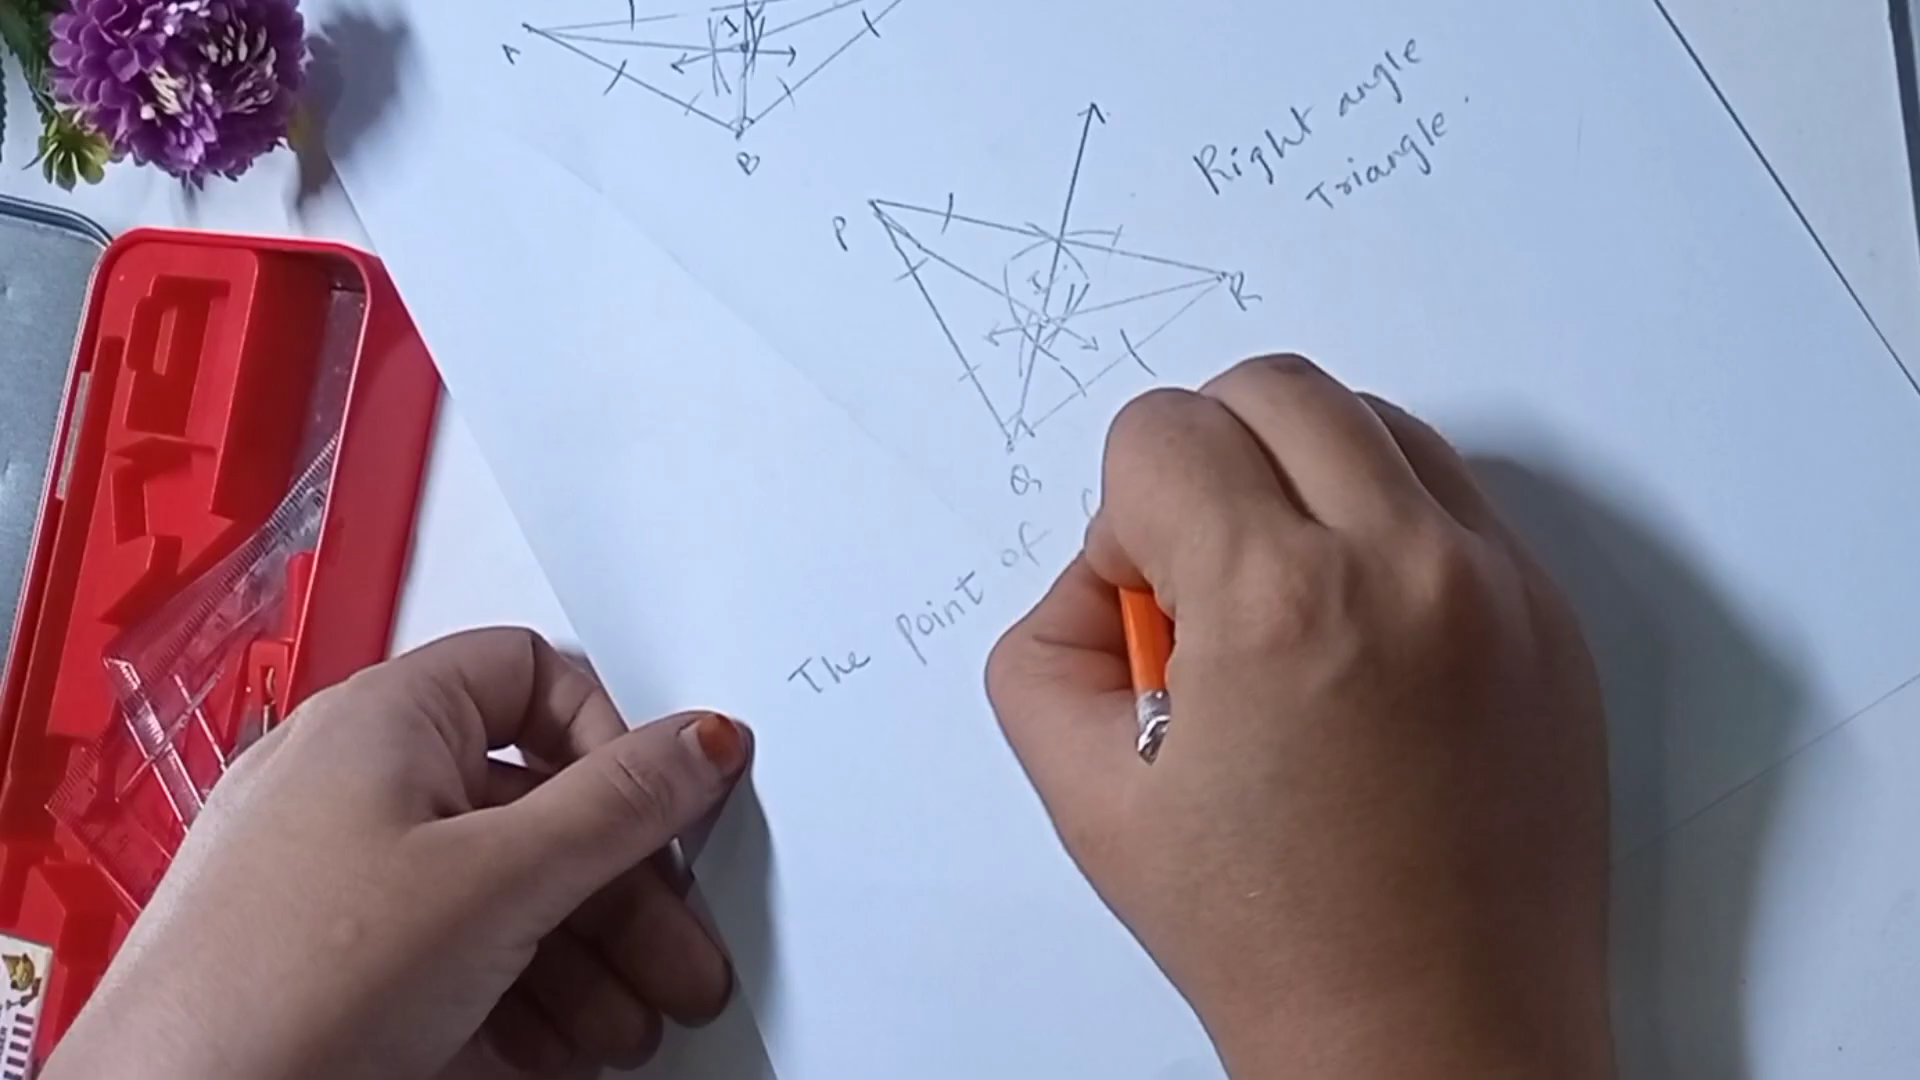 A
I
B
Right angle
Triangle.
P
I
R
Q
The point of